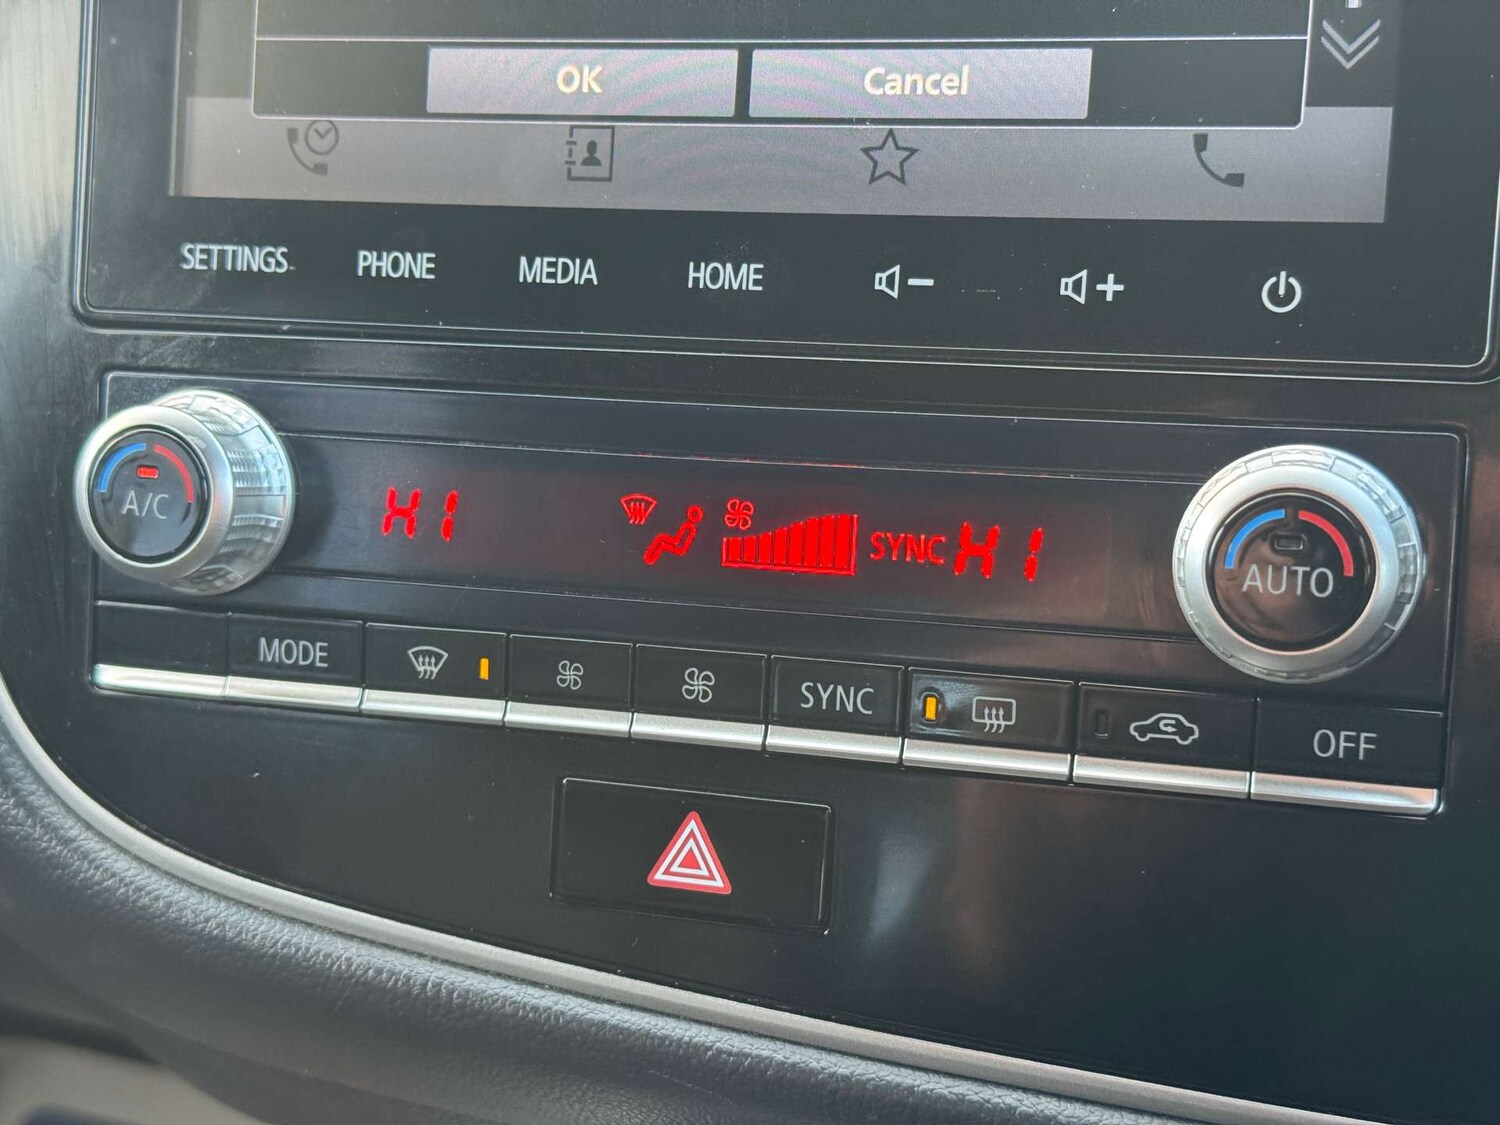 OK Cancel
SETTINGS PHONE MEDIA HOME
A/C HI SYNC HI AUTO
MODE SYNC OFF